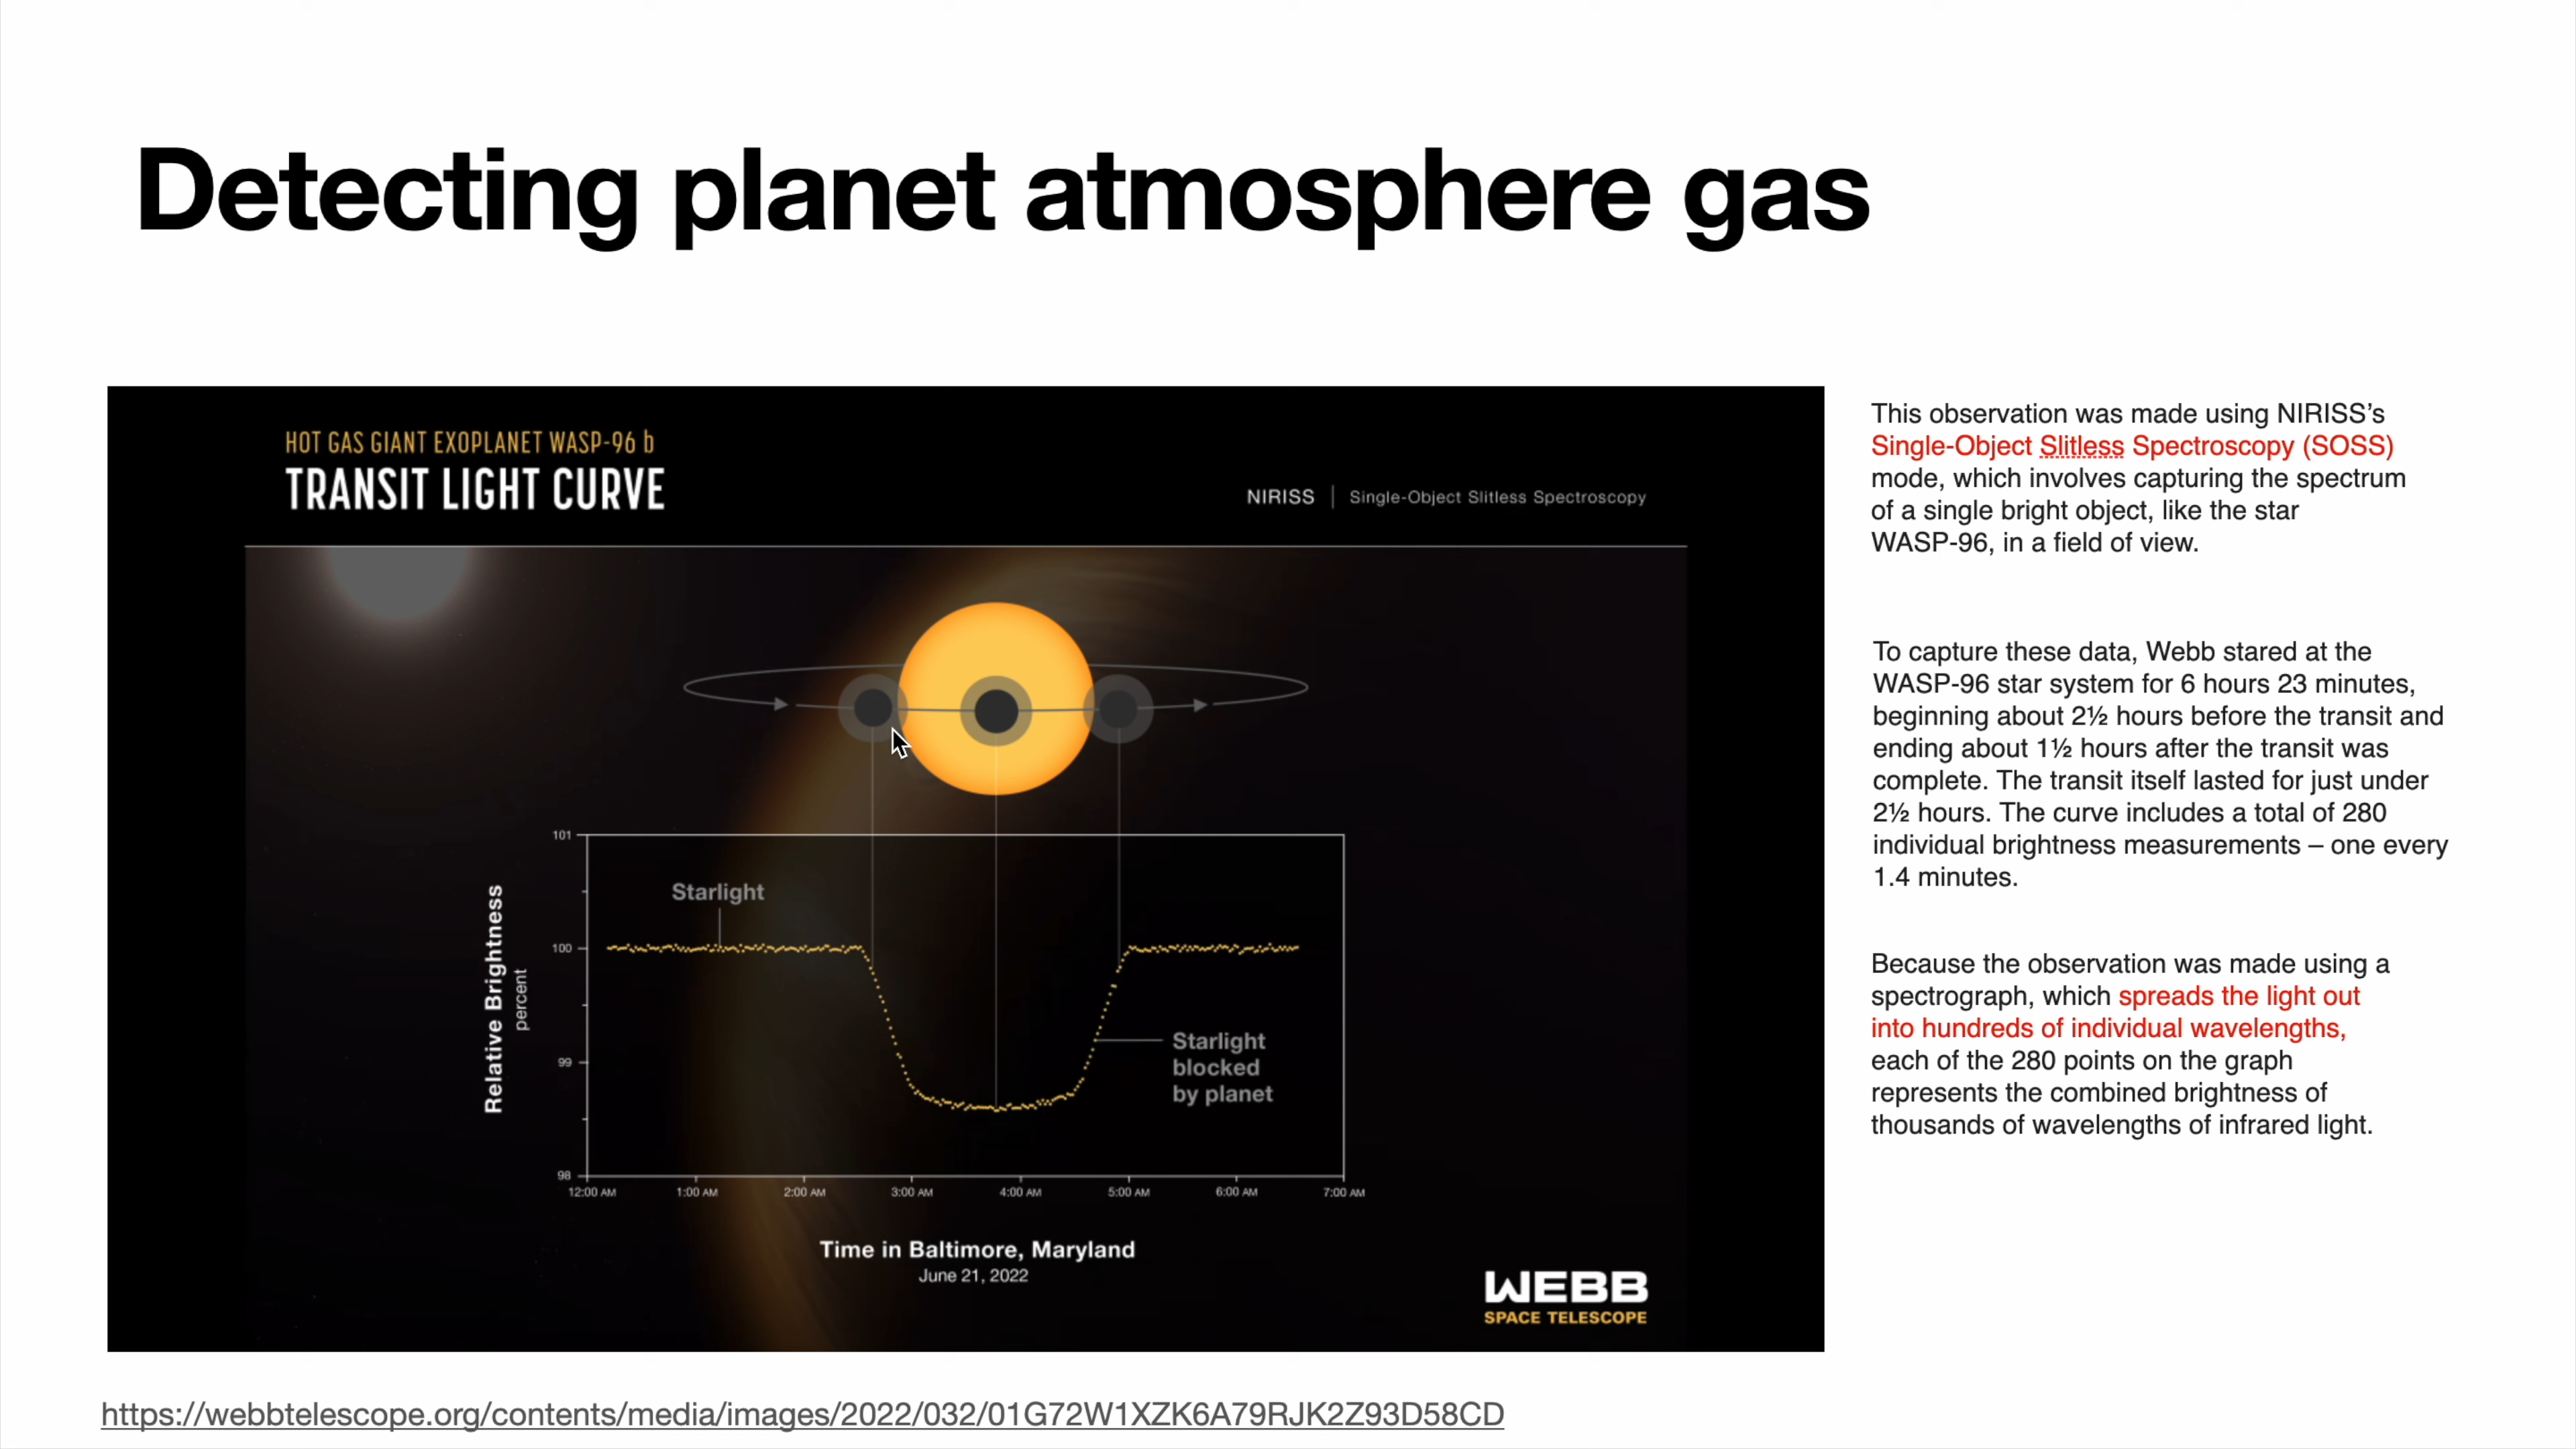 Detecting planet atmosphere gas
HOT GAS GIANT EXOPLANET WASP-96 b
TRANSIT LIGHT CURVE
NIRISS | Single-Object Slitless Spectroscopy
101
100
99
98
Relative Brightness
percent
Starlight
Starlight
blocked
by planet
12:00 AM 1:00 AM 2:00 AM 3:00 AM 4:00 AM 5:00 AM 6:00 AM 7:00 AM
Time in Baltimore, Maryland
June 21, 2022
WEBB
SPACE TELESCOPE
This observation was made using NIRISS’s
Single-Object Slitless Spectroscopy (SOSS)
mode, which involves capturing the spectrum
of a single bright object, like the star
WASP-96, in a field of view.
To capture these data, Webb stared at the
WASP-96 star system for 6 hours 23 minutes,
beginning about 2½ hours before the transit and
ending about 1½ hours after the transit was
complete. The transit itself lasted for just under
2½ hours. The curve includes a total of 280
individual brightness measurements – one every
1.4 minutes.
Because the observation was made using a
spectrograph, which spreads the light out
into hundreds of individual wavelengths,
each of the 280 points on the graph
represents the combined brightness of
thousands of wavelengths of infrared light.
https://webbtelescope.org/contents/media/images/2022/032/01G72W1XZK6A79RJK2Z93D58CD